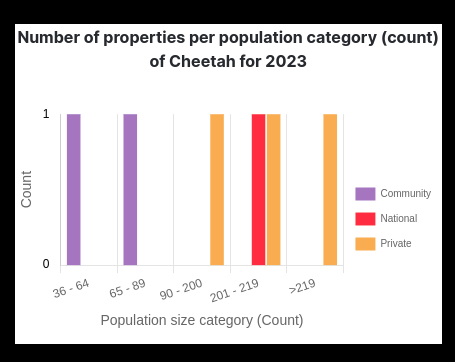 Number of properties per population category (count)
of Cheetah for 2023
1
Count
0
Community
National
Private
36 - 64
65 - 89
90 - 200
201 - 219
>219
Population size category (Count)